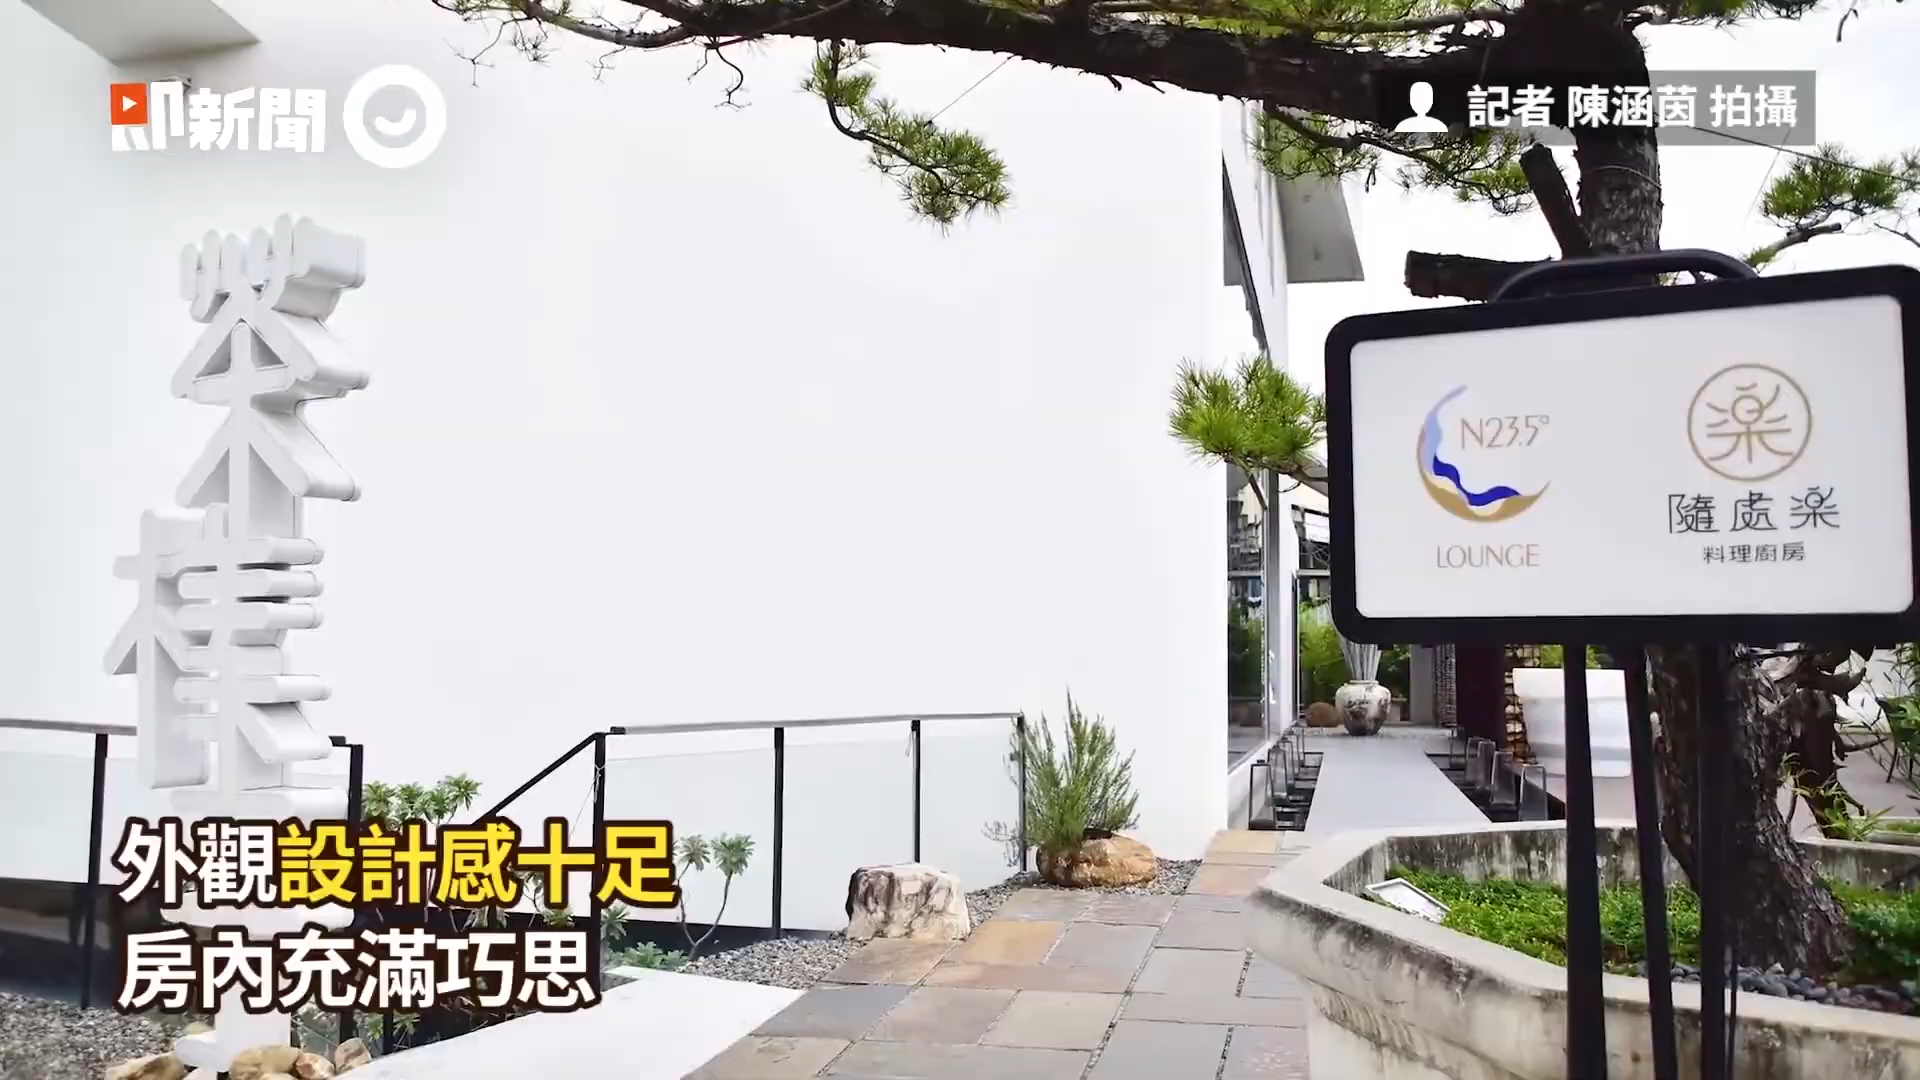 即新聞
記者 陳涵茵 拍攝
N23.5°
LOUNGE
楽
隨處楽
料理廚房
外觀設計感十足
房內充滿巧思